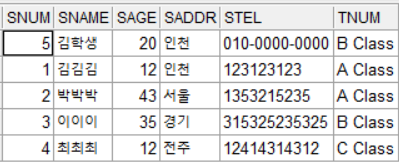 SNUM SNAME SAGE SADDR STEL TNUM
5 김학생 20 인천 010-0000-0000 B Class
1 김김김 12 인천 123123123 A Class
2 박박박 43 서울 1353215235 A Class
3 이이이 35 경기 315325235325 B Class
4 최최최 12 전주 12414314312 C Class